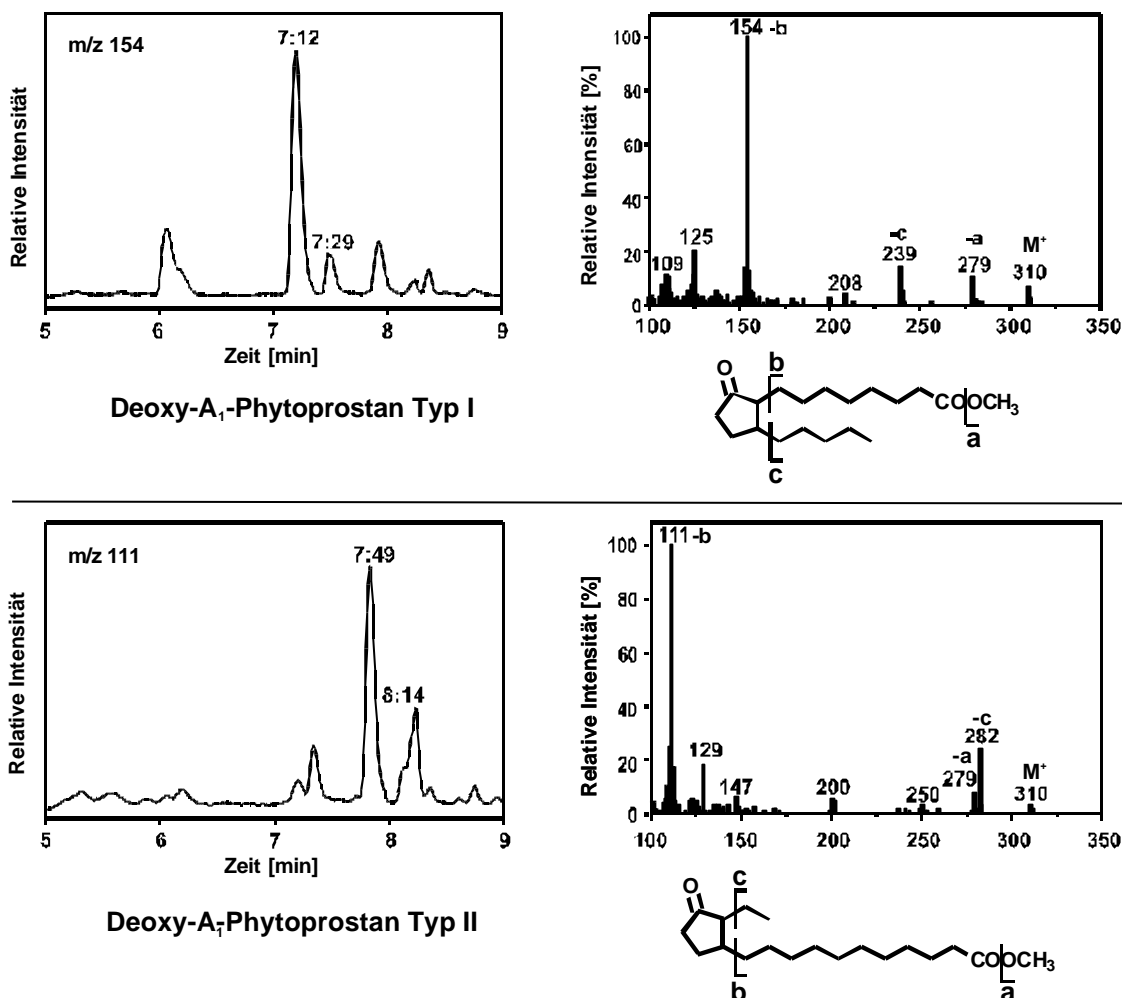 m/z 154
7:12
7:29
Relative Intensität
5 6 7 8 9
Zeit [min]
Deoxy-A₁-Phytoprostan Typ I
Relative Intensität [%]
100
80
60
40
20
0
154 -b
125
109
208
-c
239
-a
279
M⁺
310
100 150 200 250 300 350
O
b
CO OCH₃
a
c
m/z 111
7:49
8:14
Relative Intensität
5 6 7 8 9
Zeit [min]
Deoxy-A₁-Phytoprostan Typ II
Relative Intensität [%]
100
80
60
40
20
0
111 -b
129
147
200
250
-a
279
-c
282
M⁺
310
100 150 200 250 300 350
O
c
CO OCH₃
b
a